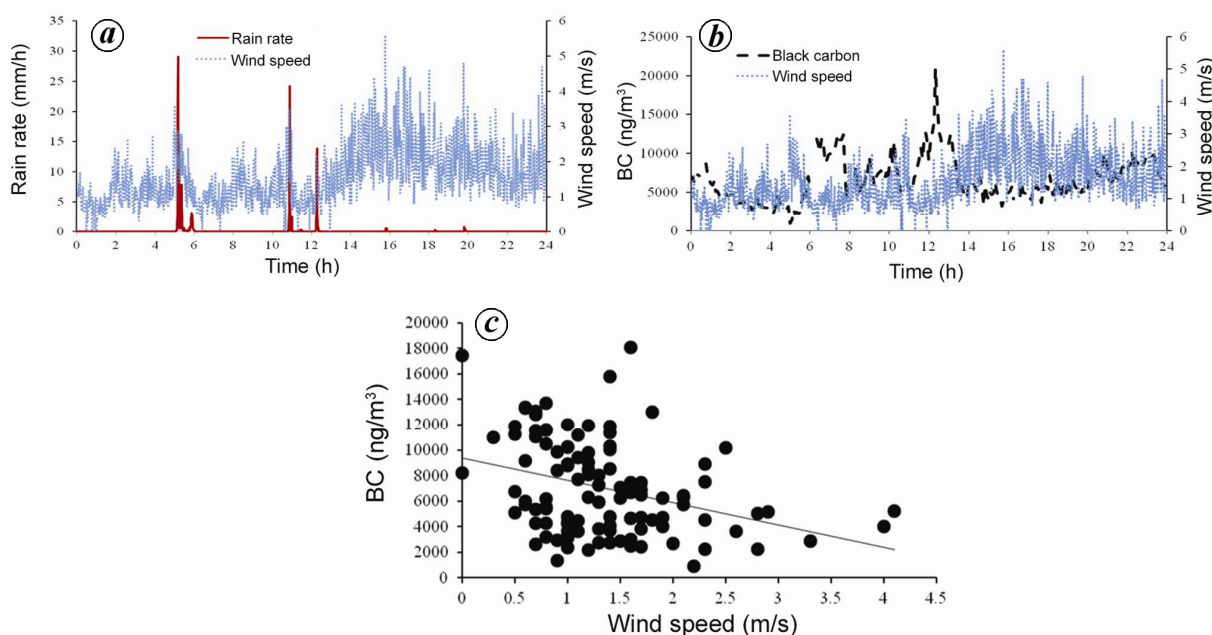 a
Rain rate
Wind speed
Rain rate (mm/h)
35
30
25
20
15
10
5
0
6
5
4
3
2
1
0
Wind speed (m/s)
0 2 4 6 8 10 12 14 16 18 20 22 24
Time (h)
b
Black carbon
Wind speed
BC (ng/m³)
25000
20000
15000
10000
5000
0
6
5
4
3
2
1
0
Wind speed (m/s)
0 2 4 6 8 10 12 14 16 18 20 22 24
Time (h)
c
BC (ng/m³)
20000
18000
16000
14000
12000
10000
8000
6000
4000
2000
0
0 0.5 1 1.5 2 2.5 3 3.5 4 4.5
Wind speed (m/s)